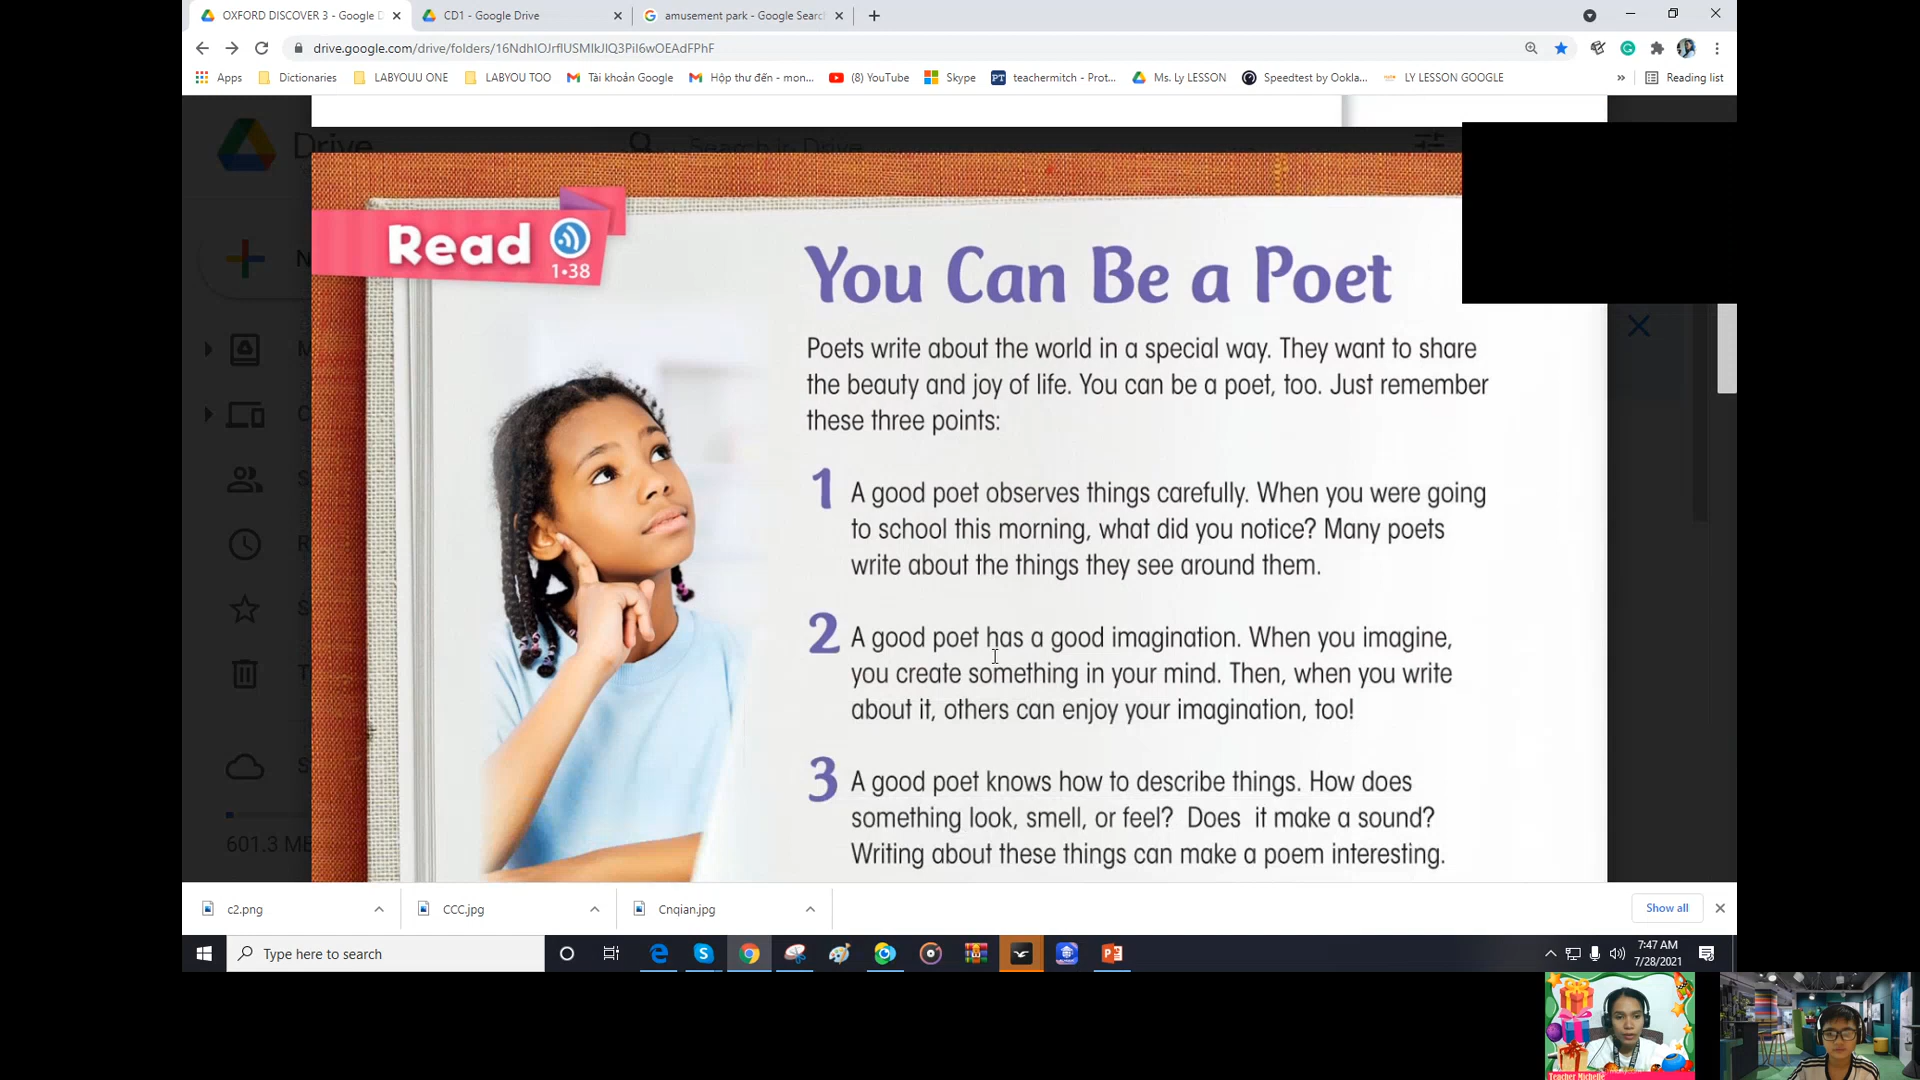 OXFORD DISCOVER 3 - Google D
CD1 - Google Drive
amusement park - Google Searc
drive.google.com/drive/folders/16NdhIOJrflUSMIkJIQ3PiI6wOEAdFPhF
Apps
Dictionaries
LABYOUU ONE
LABYOU TOO
Tài khoản Google
Hộp thư đến - mon...
(8) YouTube
Skype
teachermitch - Prot...
Ms. Ly LESSON
Speedtest by Ookla...
LY LESSON GOOGLE
Reading list
Drive
Search in Drive
Read
1•38
You Can Be a Poet
Poets write about the world in a special way. They want to share
the beauty and joy of life. You can be a poet, too. Just remember
these three points:
1 A good poet observes things carefully. When you were going
to school this morning, what did you notice? Many poets
write about the things they see around them.
2 A good poet has a good imagination. When you imagine,
you create something in your mind. Then, when you write
about it, others can enjoy your imagination, too!
3 A good poet knows how to describe things. How does
something look, smell, or feel? Does it make a sound?
Writing about these things can make a poem interesting.
601.3 M
c2.png
CCC.jpg
Cnqian.jpg
Show all
Type here to search
7:47 AM
7/28/2021
Teacher Michelle